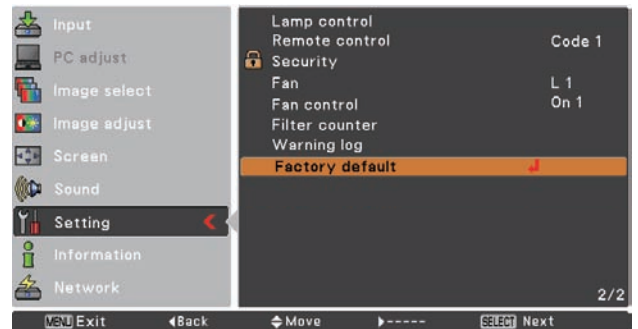 Input
PC adjust
Image select
Image adjust
Screen
Sound
Setting
Information
Network
Lamp control
Remote control Code 1
Security
Fan L 1
Fan control On 1
Filter counter
Warning log
Factory default
2/2
MENU Exit Back Move ----- SELECT Next